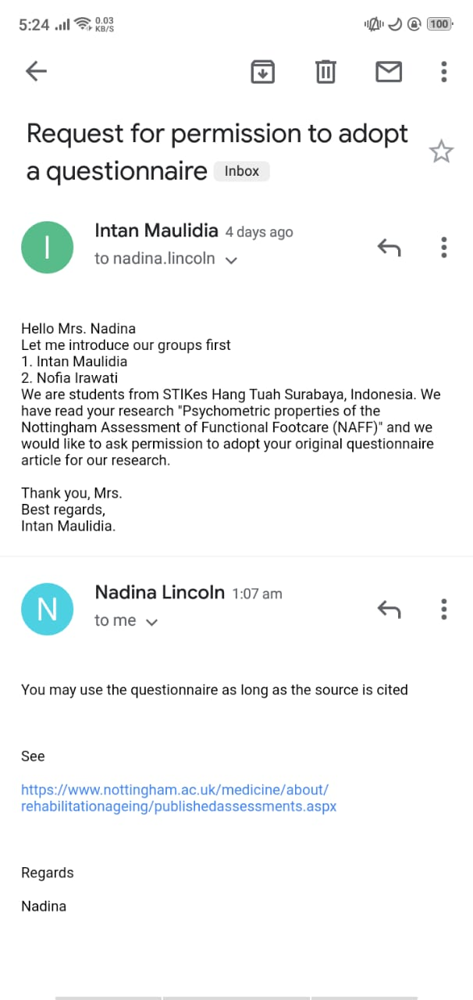 5:24 0.03 KB/S 100
Request for permission to adopt
a questionnaire Inbox
I
Intan Maulidia 4 days ago
to nadina.lincoln
Hello Mrs. Nadina
Let me introduce our groups first
1. Intan Maulidia
2. Nofia Irawati
We are students from STIKes Hang Tuah Surabaya, Indonesia. We
have read your research "Psychometric properties of the
Nottingham Assessment of Functional Footcare (NAFF)" and we
would like to ask permission to adopt your original questionnaire
article for our research.
Thank you, Mrs.
Best regards,
Intan Maulidia.
N
Nadina Lincoln 1:07 am
to me
You may use the questionnaire as long as the source is cited
See
https://www.nottingham.ac.uk/medicine/about/
rehabilitationageing/publishedassessments.aspx
Regards
Nadina